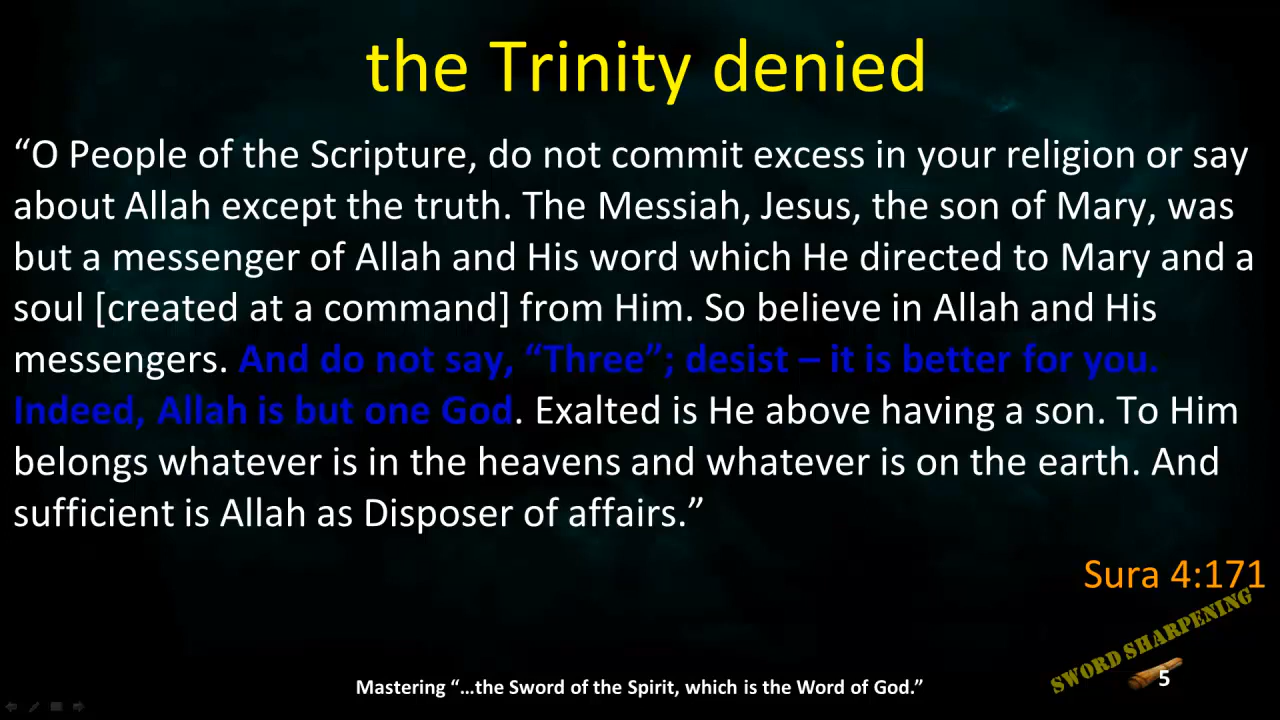 the Trinity denied
“O People of the Scripture, do not commit excess in your religion or say
about Allah except the truth. The Messiah, Jesus, the son of Mary, was
but a messenger of Allah and His word which He directed to Mary and a
soul [created at a command] from Him. So believe in Allah and His
messengers. And do not say, “Three”; desist – it is better for you.
Indeed, Allah is but one God. Exalted is He above having a son. To Him
belongs whatever is in the heavens and whatever is on the earth. And
sufficient is Allah as Disposer of affairs.”
Sura 4:171
SWORD SHARPENING
Mastering “…the Sword of the Spirit, which is the Word of God.”
5